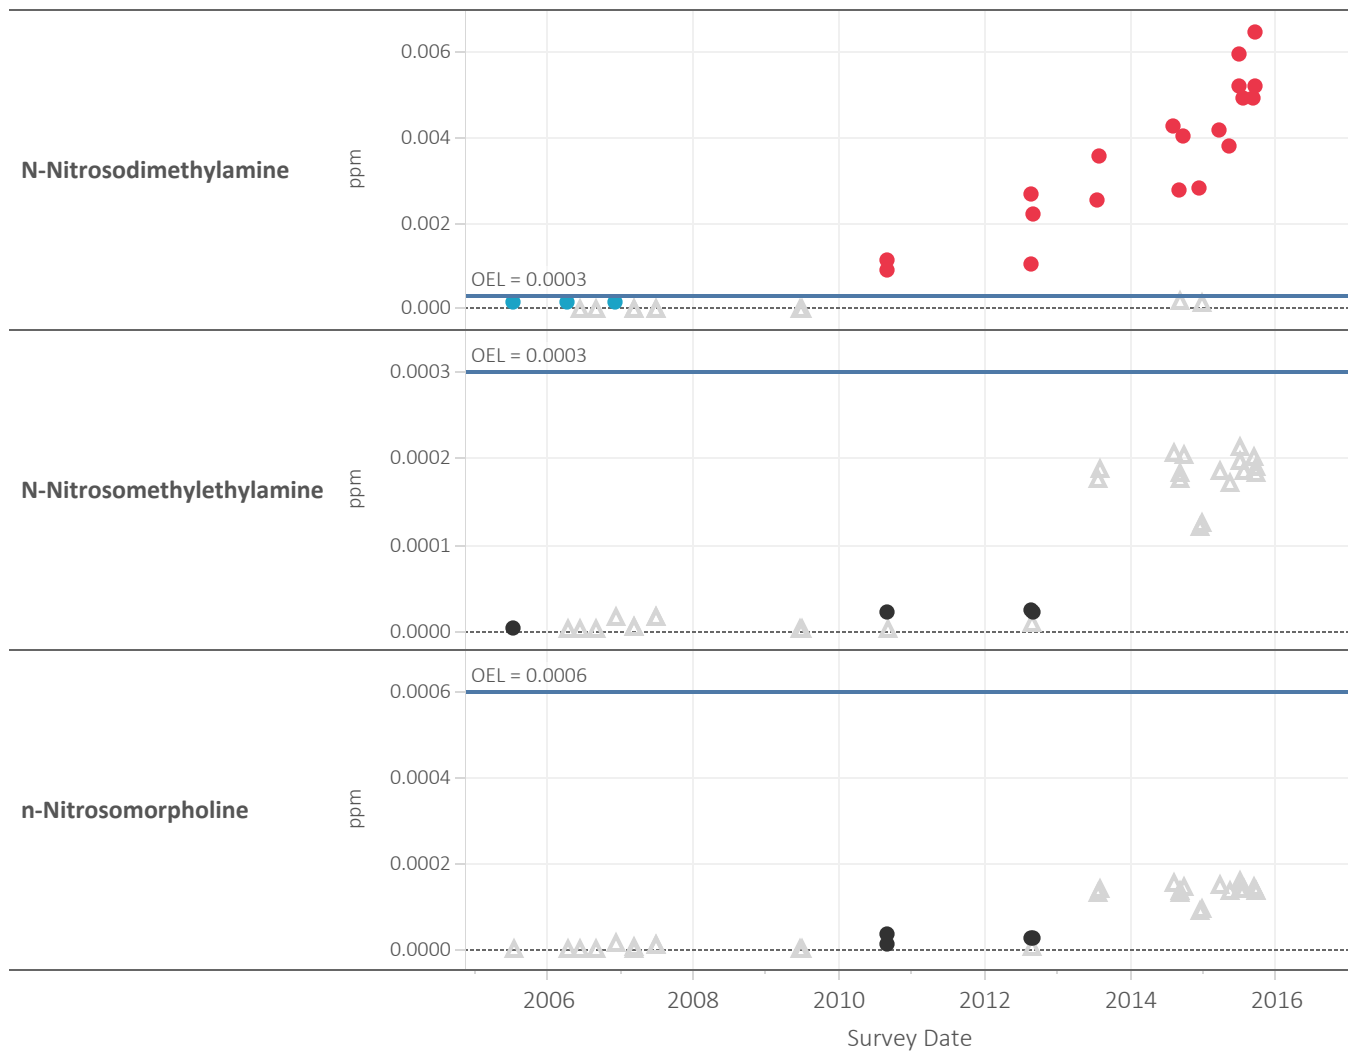 0.006
0.004
N-Nitrosodimethylamine
ppm
0.002
OEL = 0.0003
0.000
OEL = 0.0003
0.0003
0.0002
N-Nitrosomethylethylamine
ppm
0.0001
0.0000
OEL = 0.0006
0.0006
0.0004
n-Nitrosomorpholine
ppm
0.0002
0.0000
2006 2008 2010 2012 2014 2016
Survey Date